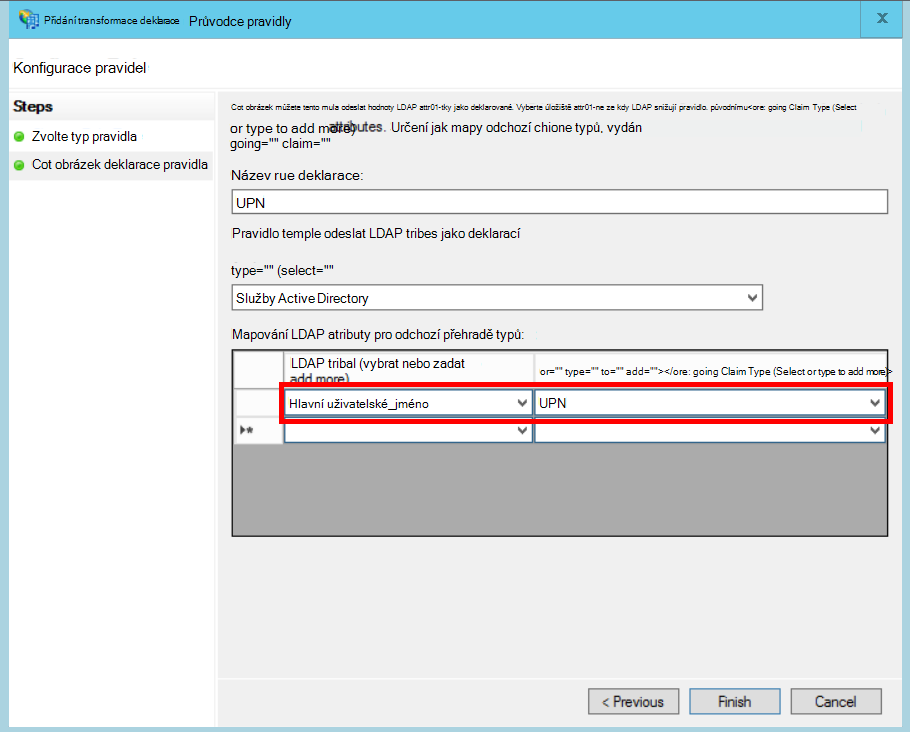 Přidání transformace deklarace Průvodce pravidly
x
Konfigurace pravidel
Steps
Zvolte typ pravidla
Cot obrázek deklarace pravidla
Cot obrázek můžete tento mula odeslat hodnoty LDAP attr01-tky jako deklarované. Vyberte úložiště attr01-ne ze kdy LDAP snižují pravidlo. původnímu<ore: going Claim Type (Select
or type to add more) attributes. Určení jak mapy odchozí chione typů, vydán
going="" claim=""
Název rue deklarace:
UPN
Pravidlo temple odeslat LDAP tribes jako deklarací
type="" (select=""
Služby Active Directory
Mapování LDAP atributy pro odchozí přehradě typů:
LDAP tribal (vybrat nebo zadat
add more)
or="" type="" to="" add=""></ore: going Claim Type (Select or type to add more>
Hlavní uživatelské_jméno UPN
< Previous Finish Cancel